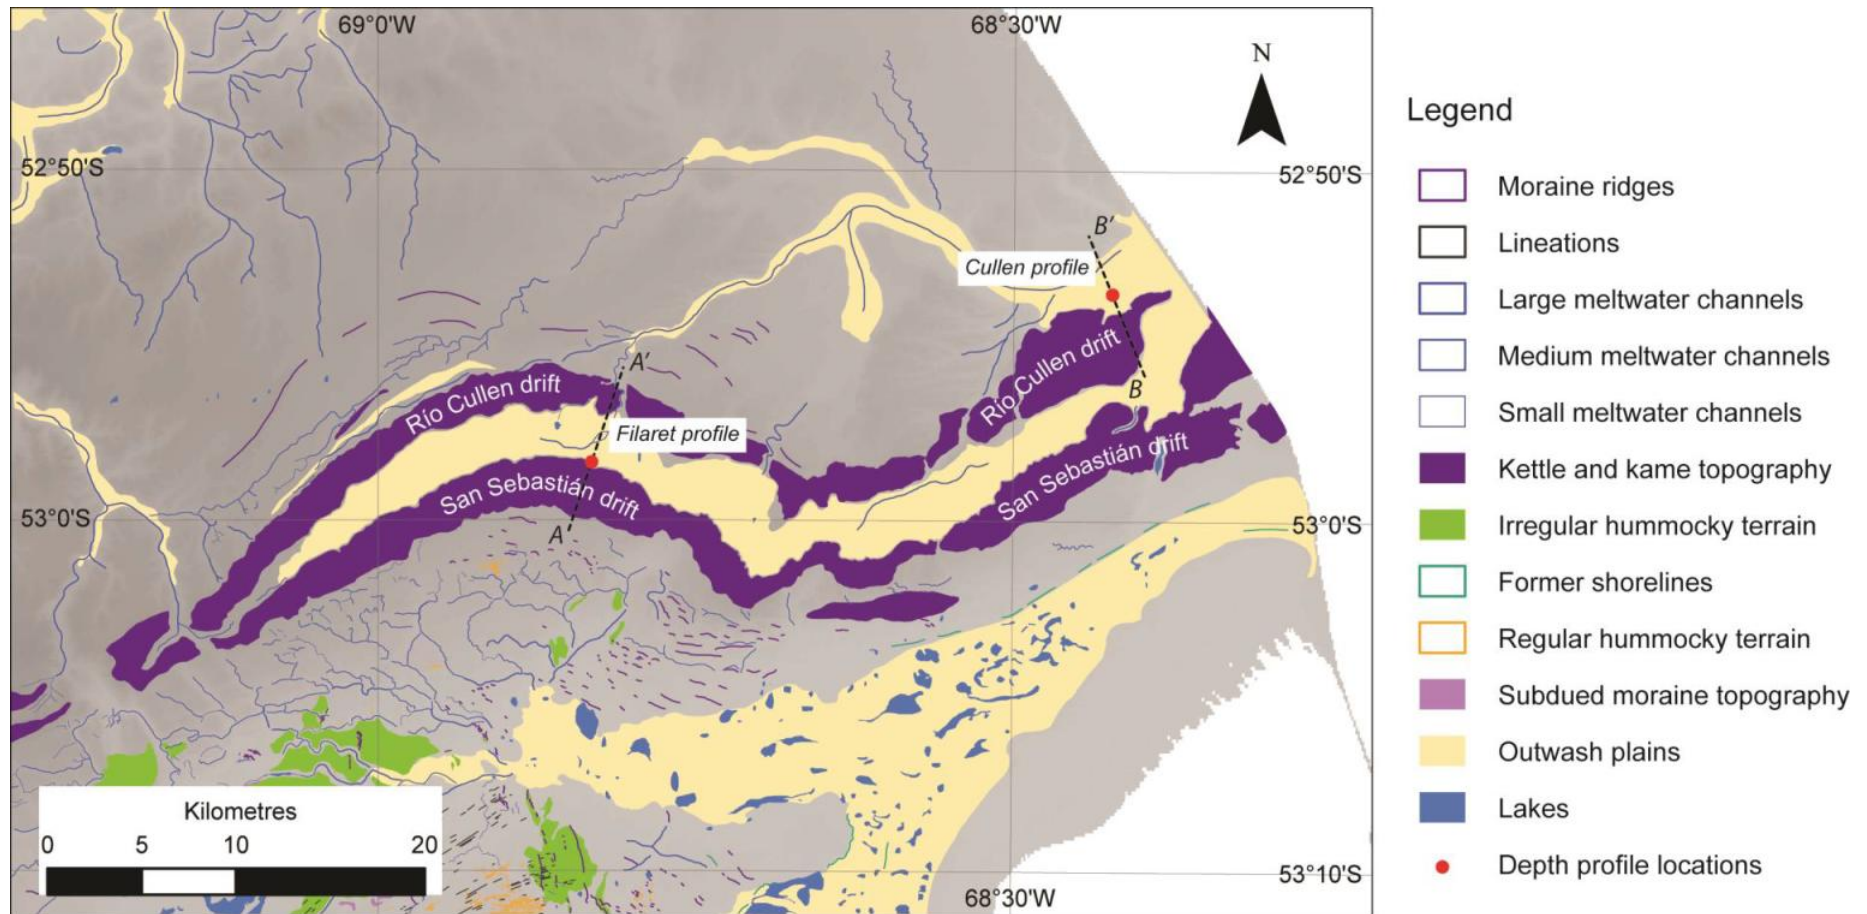 69°0'W
68°30'W
N
52°50'S
52°50'S
B'
Cullen profile
A'
Río Cullen drift
Río Cullen drift
B
Filaret profile
San Sebastián drift
San Sebastián drift
53°0'S
A
53°0'S
Kilometres
0 5 10 20
68°30'W
53°10'S
Legend
Moraine ridges
Lineations
Large meltwater channels
Medium meltwater channels
Small meltwater channels
Kettle and kame topography
Irregular hummocky terrain
Former shorelines
Regular hummocky terrain
Subdued moraine topography
Outwash plains
Lakes
Depth profile locations